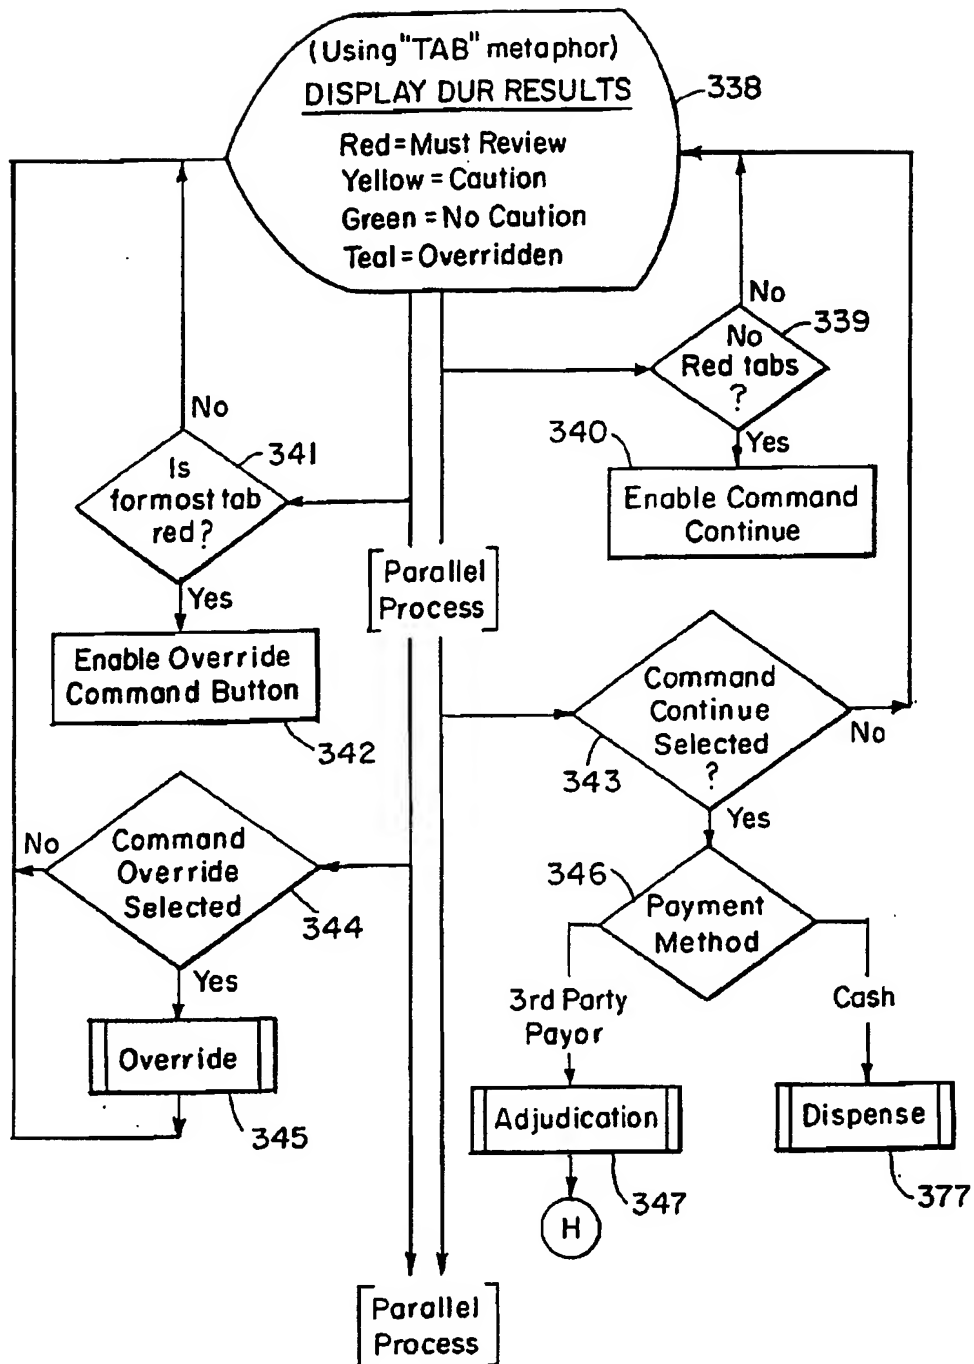 (Using "TAB" metaphor)
DISPLAY DUR RESULTS
Red=Must Review
Yellow=Caution
Green=No Caution
Teal=Overridden
338
No
339
No
Red tabs
?
Yes
340
Enable Command
Continue
No
341
Is
formost tab
red?
Yes
Enable Override
Command Button
342
[Parallel
Process]
Command
Continue
Selected
?
343
No
Yes
No
Command
Override
Selected
344
Yes
Override
345
346
Payment
Method
3rd Party
Payor
Cash
Adjudication
347
Dispense
377
H
[Parallel
Process]